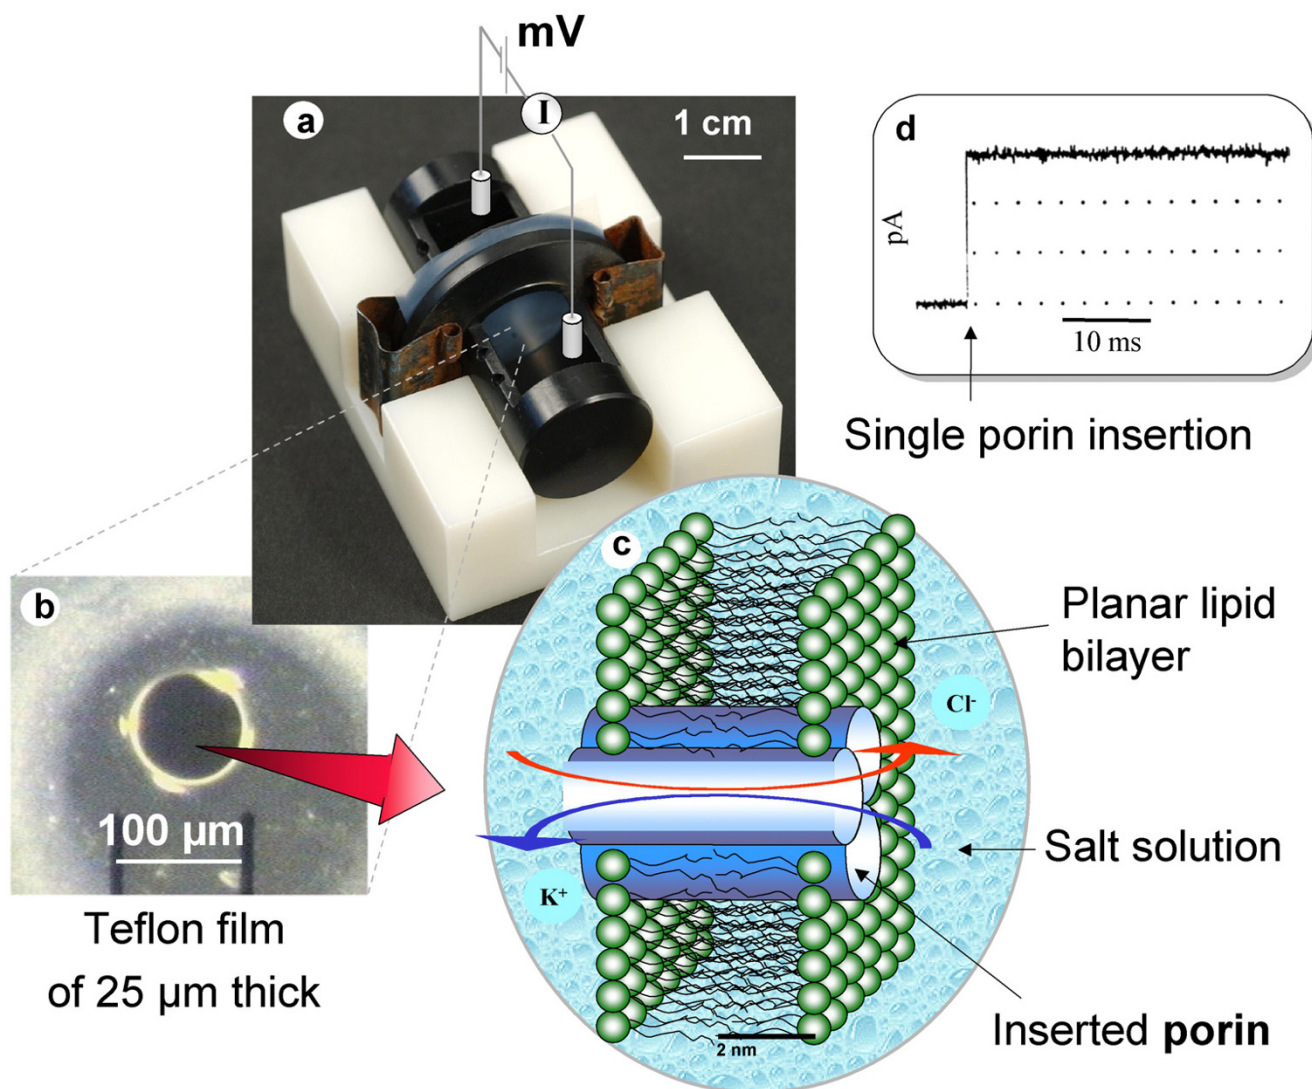 mV
a
I
1 cm
d
pA
10 ms
Single porin insertion
b
100 µm
Teflon film
of 25 µm thick
c
Planar lipid
bilayer
Cl-
Salt solution
K+
Inserted porin
2 nm